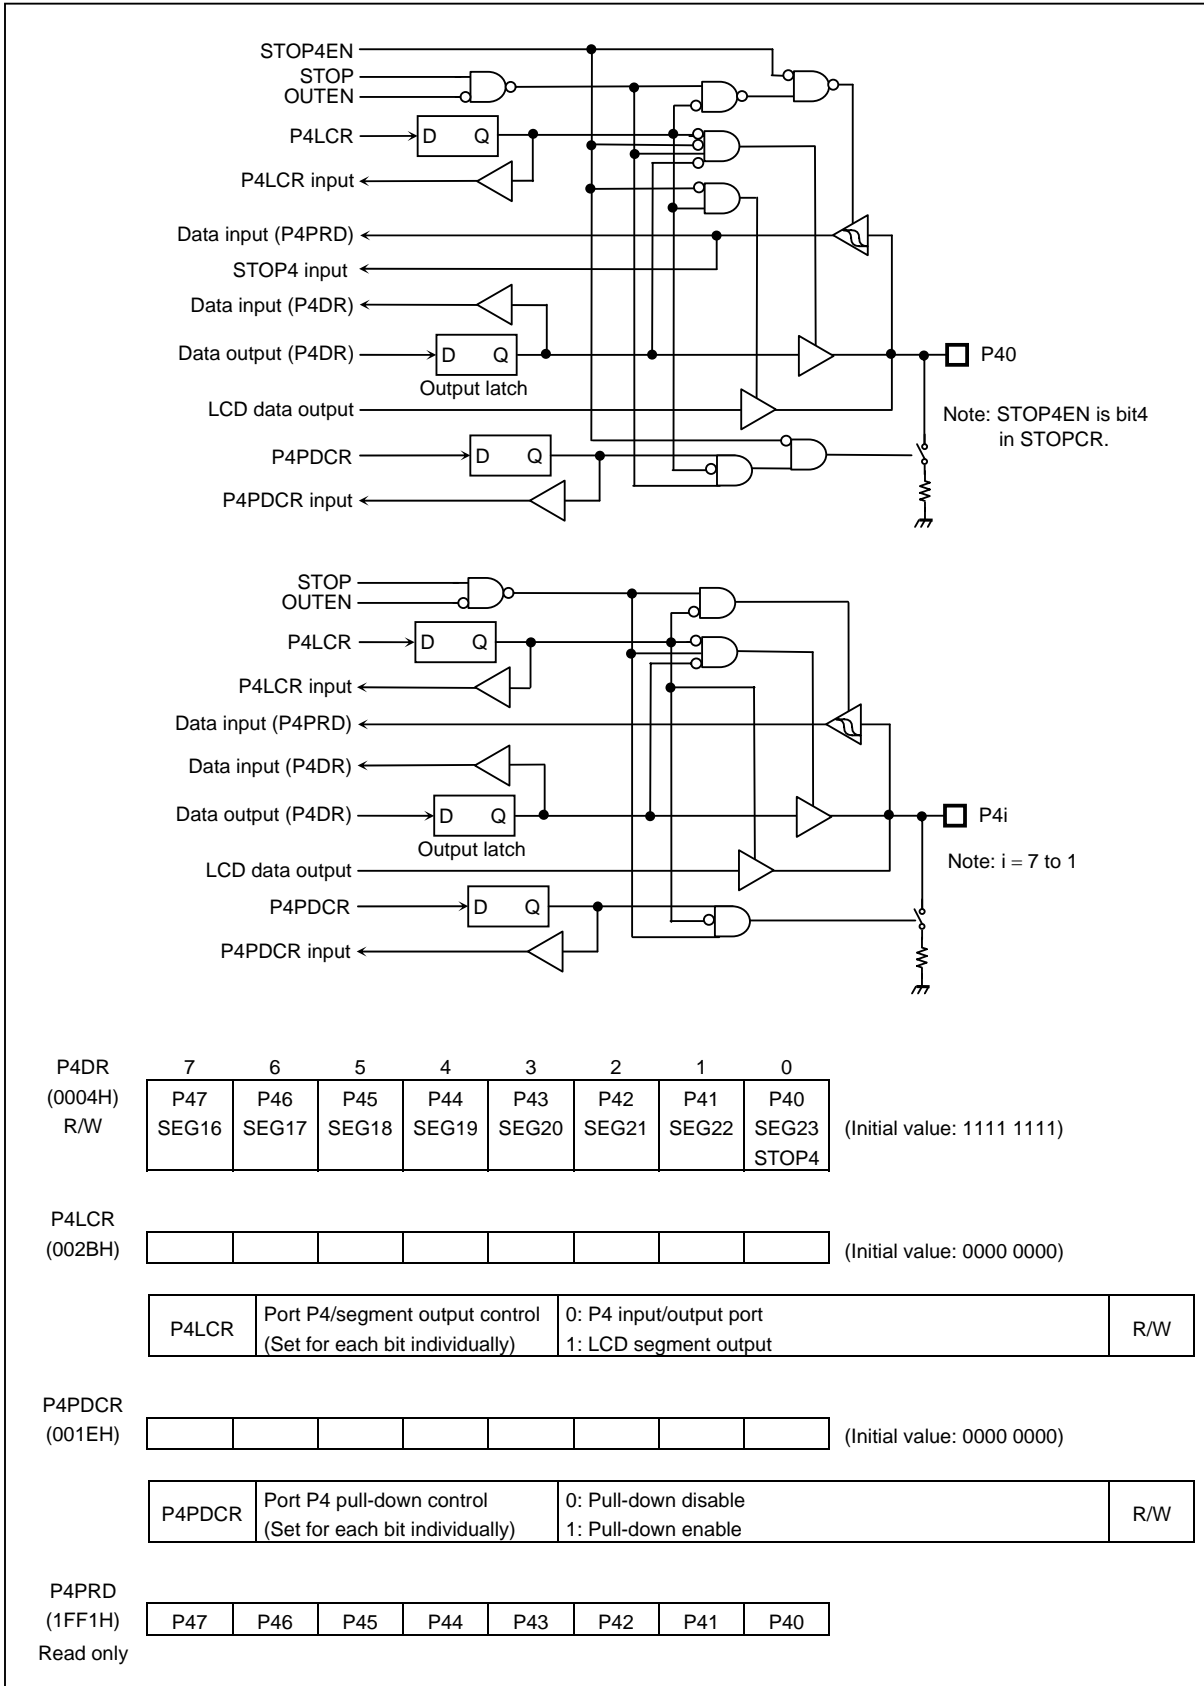 STOP4EN
STOP
OUTEN
P4LCR
D Q
P4LCR input
Data input (P4PRD)
STOP4 input
Data input (P4DR)
Data output (P4DR)
D Q
P40
Output latch
LCD data output
Note: STOP4EN is bit4
in STOPCR.
P4PDCR
D Q
P4PDCR input
STOP
OUTEN
P4LCR
D Q
P4LCR input
Data input (P4PRD)
Data input (P4DR)
Data output (P4DR)
D Q
P4i
Output latch
LCD data output
Note: i = 7 to 1
P4PDCR
D Q
P4PDCR input
P4DR 7 6 5 4 3 2 1 0
(0004H) P47 P46 P45 P44 P43 P42 P41 P40
R/W SEG16 SEG17 SEG18 SEG19 SEG20 SEG21 SEG22 SEG23 (Initial value: 1111 1111)
STOP4
P4LCR
(002BH) (Initial value: 0000 0000)
P4LCR Port P4/segment output control 0: P4 input/output port R/W
(Set for each bit individually) 1: LCD segment output
P4PDCR
(001EH) (Initial value: 0000 0000)
P4PDCR Port P4 pull-down control 0: Pull-down disable R/W
(Set for each bit individually) 1: Pull-down enable
P4PRD
(1FF1H) P47 P46 P45 P44 P43 P42 P41 P40
Read only